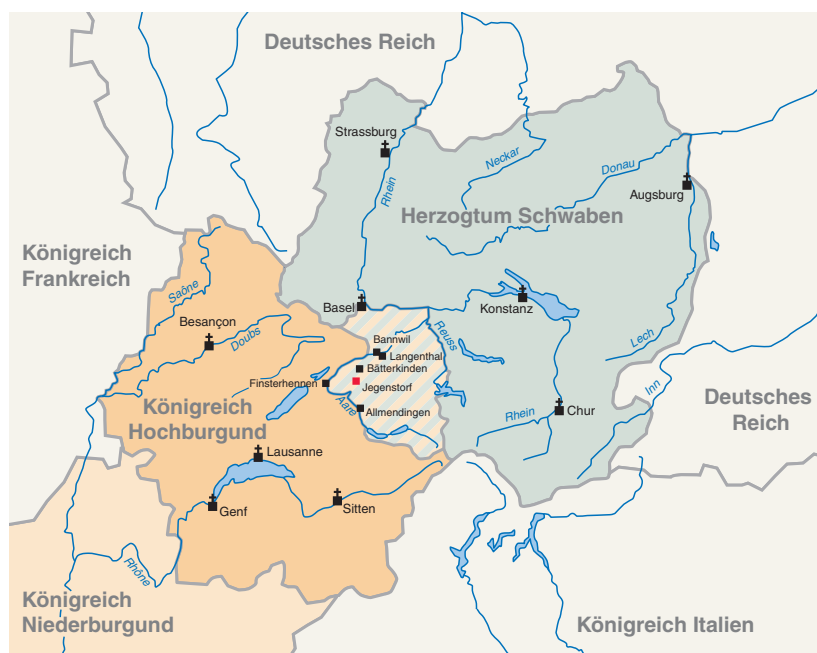 Deutsches Reich
Strassburg
Neckar
Donau
Rhein
Augsburg
Herzogtum Schwaben
Königreich
Frankreich
Saône
Basel
Konstanz
Besançon
Doubs
Reuss
Bannwil
Langenthal
Lech
Bätterkinden
Finsterhennen
Jegenstorf
Inn
Deutsches
Reich
Königreich
Hochburgund
Aare
Allmendingen
Rhein
Chur
Lausanne
Genf
Sitten
Rhône
Königreich
Niederburgund
Königreich Italien